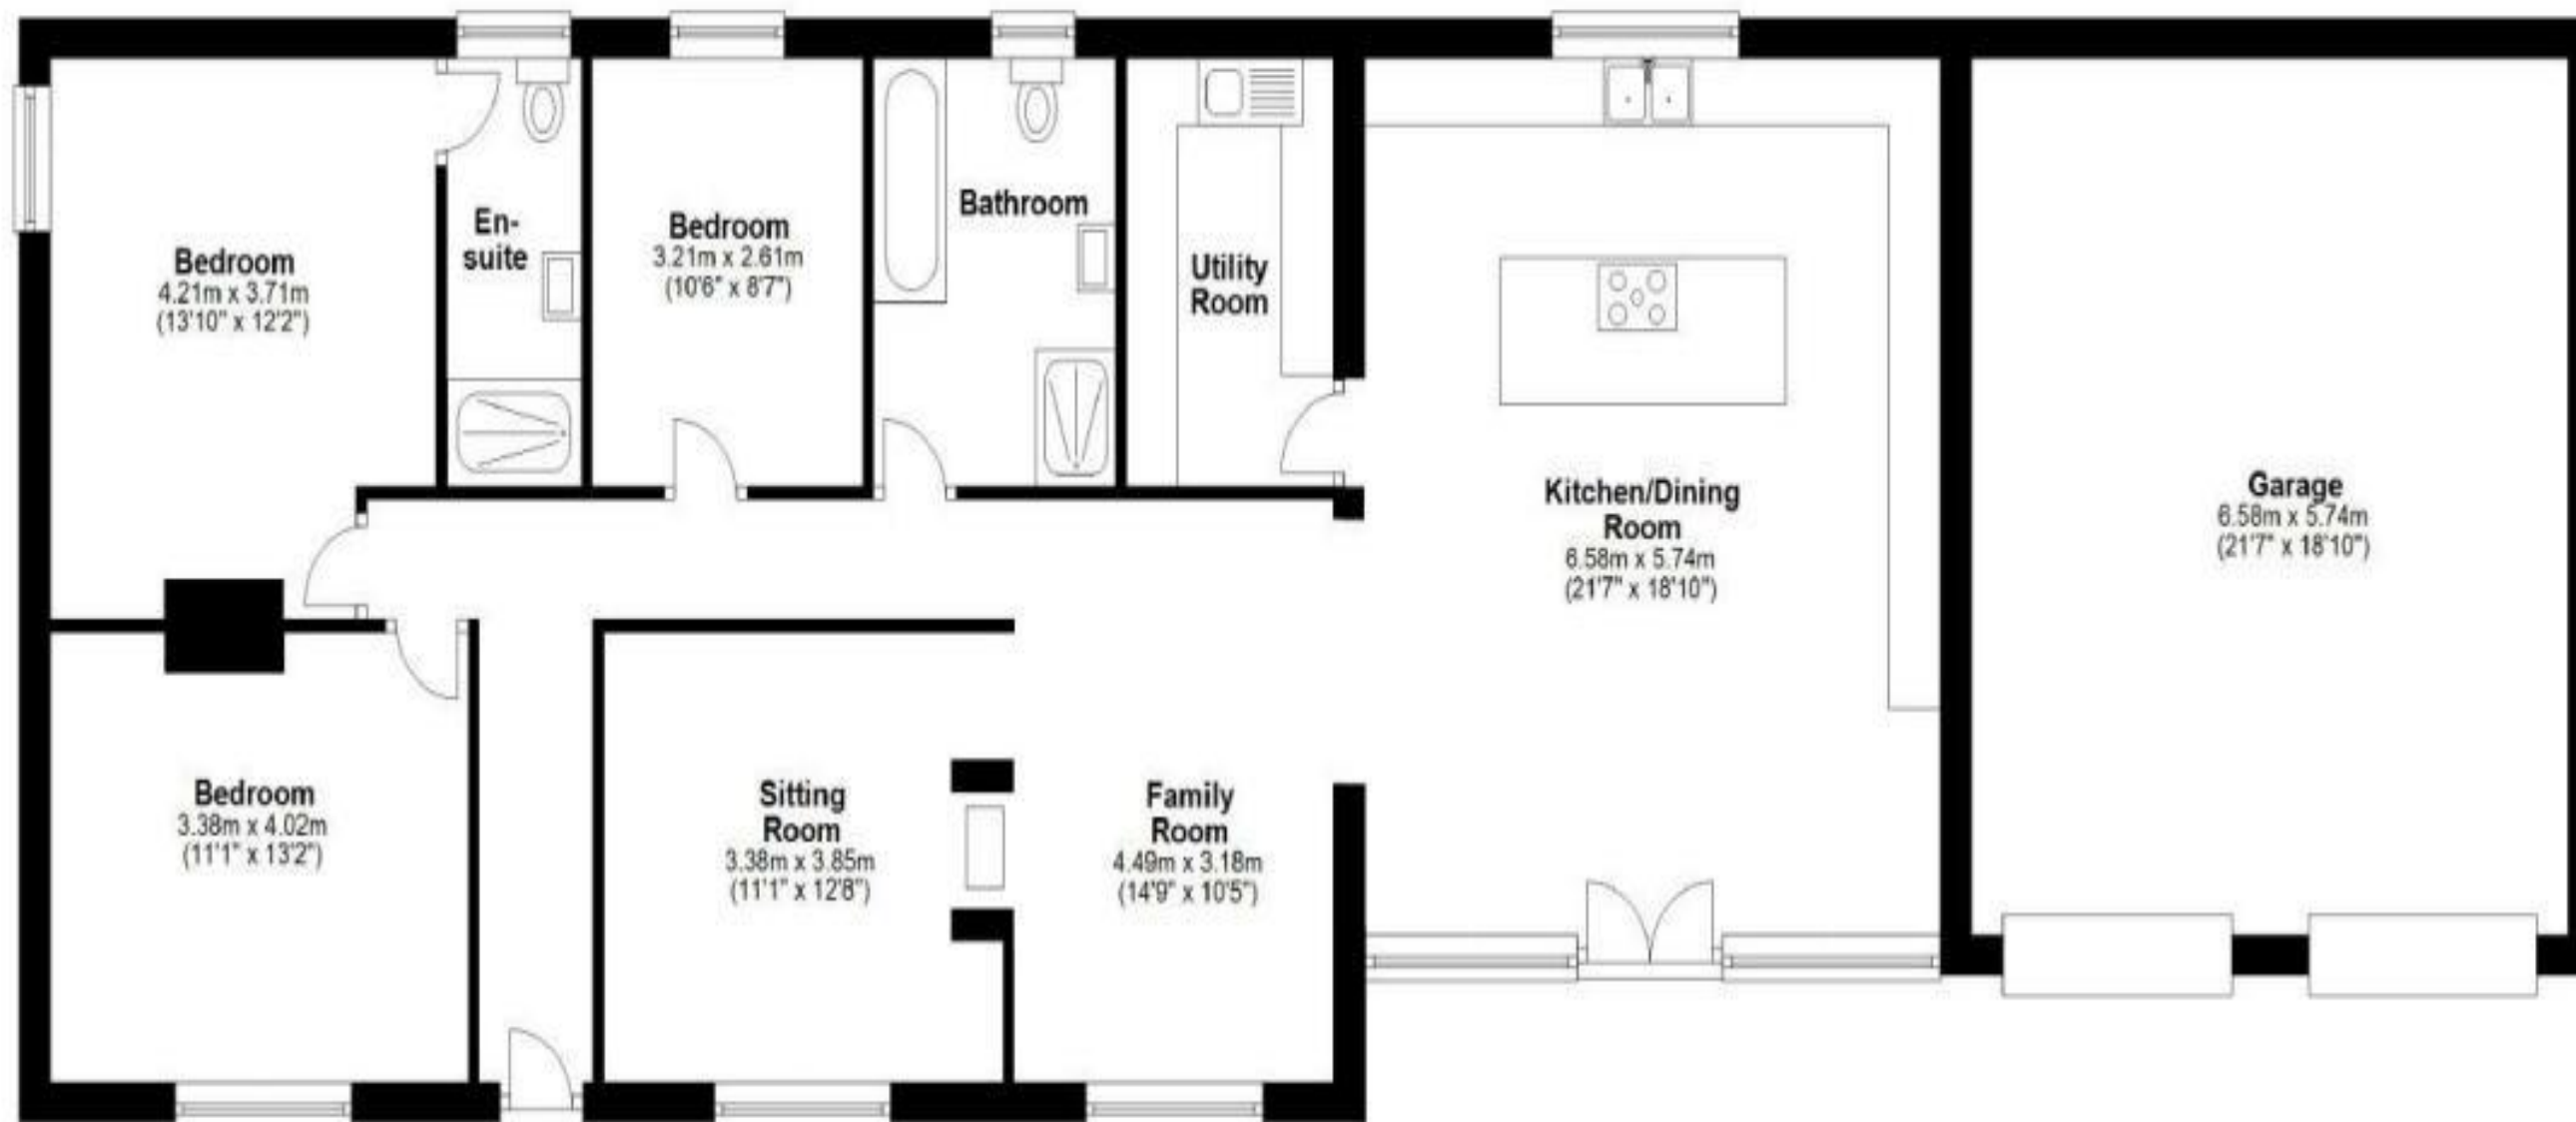 Bedroom
4.21m x 3.71m
(13'10" x 12'2")
En-
suite
Bedroom
3.21m x 2.61m
(10'6" x 8'7")
Bathroom
Utility
Room
Kitchen/Dining
Room
6.58m x 5.74m
(21'7" x 18'10")
Garage
6.58m x 5.74m
(21'7" x 18'10")
Bedroom
3.38m x 4.02m
(11'1" x 13'2")
Sitting
Room
3.38m x 3.85m
(11'1" x 12'8")
Family
Room
4.49m x 3.18m
(14'9" x 10'5")